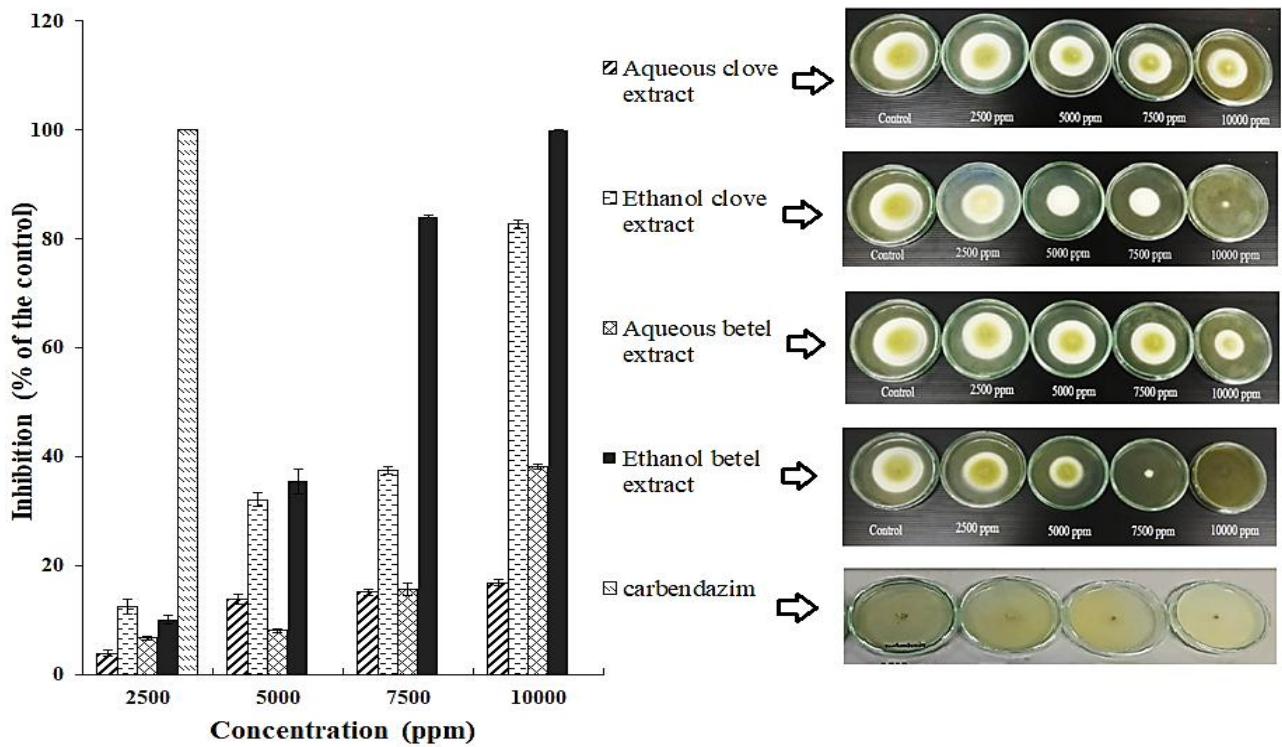 120
100
80
60
40
20
0
Inhibition (% of the control)
2500
5000
7500
10000
Concentration (ppm)
Aqueous clove
extract
Control
2500 ppm
5000 ppm
7500 ppm
10000 ppm
Ethanol clove
extract
Control
2500 ppm
5000 ppm
7500 ppm
10000 ppm
Aqueous betel
extract
Control
2500 ppm
5000 ppm
7500 ppm
10000 ppm
Ethanol betel
extract
Control
2500 ppm
5000 ppm
7500 ppm
10000 ppm
carbendazim